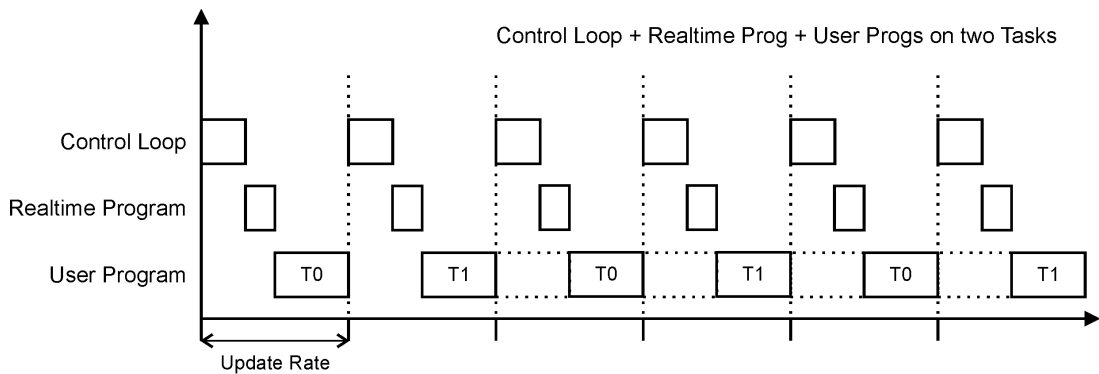 Control Loop + Realtime Prog + User Progs on two Tasks
Control Loop
Realtime Program
User Program
T0
T1
T0
T1
T0
T1
Update Rate